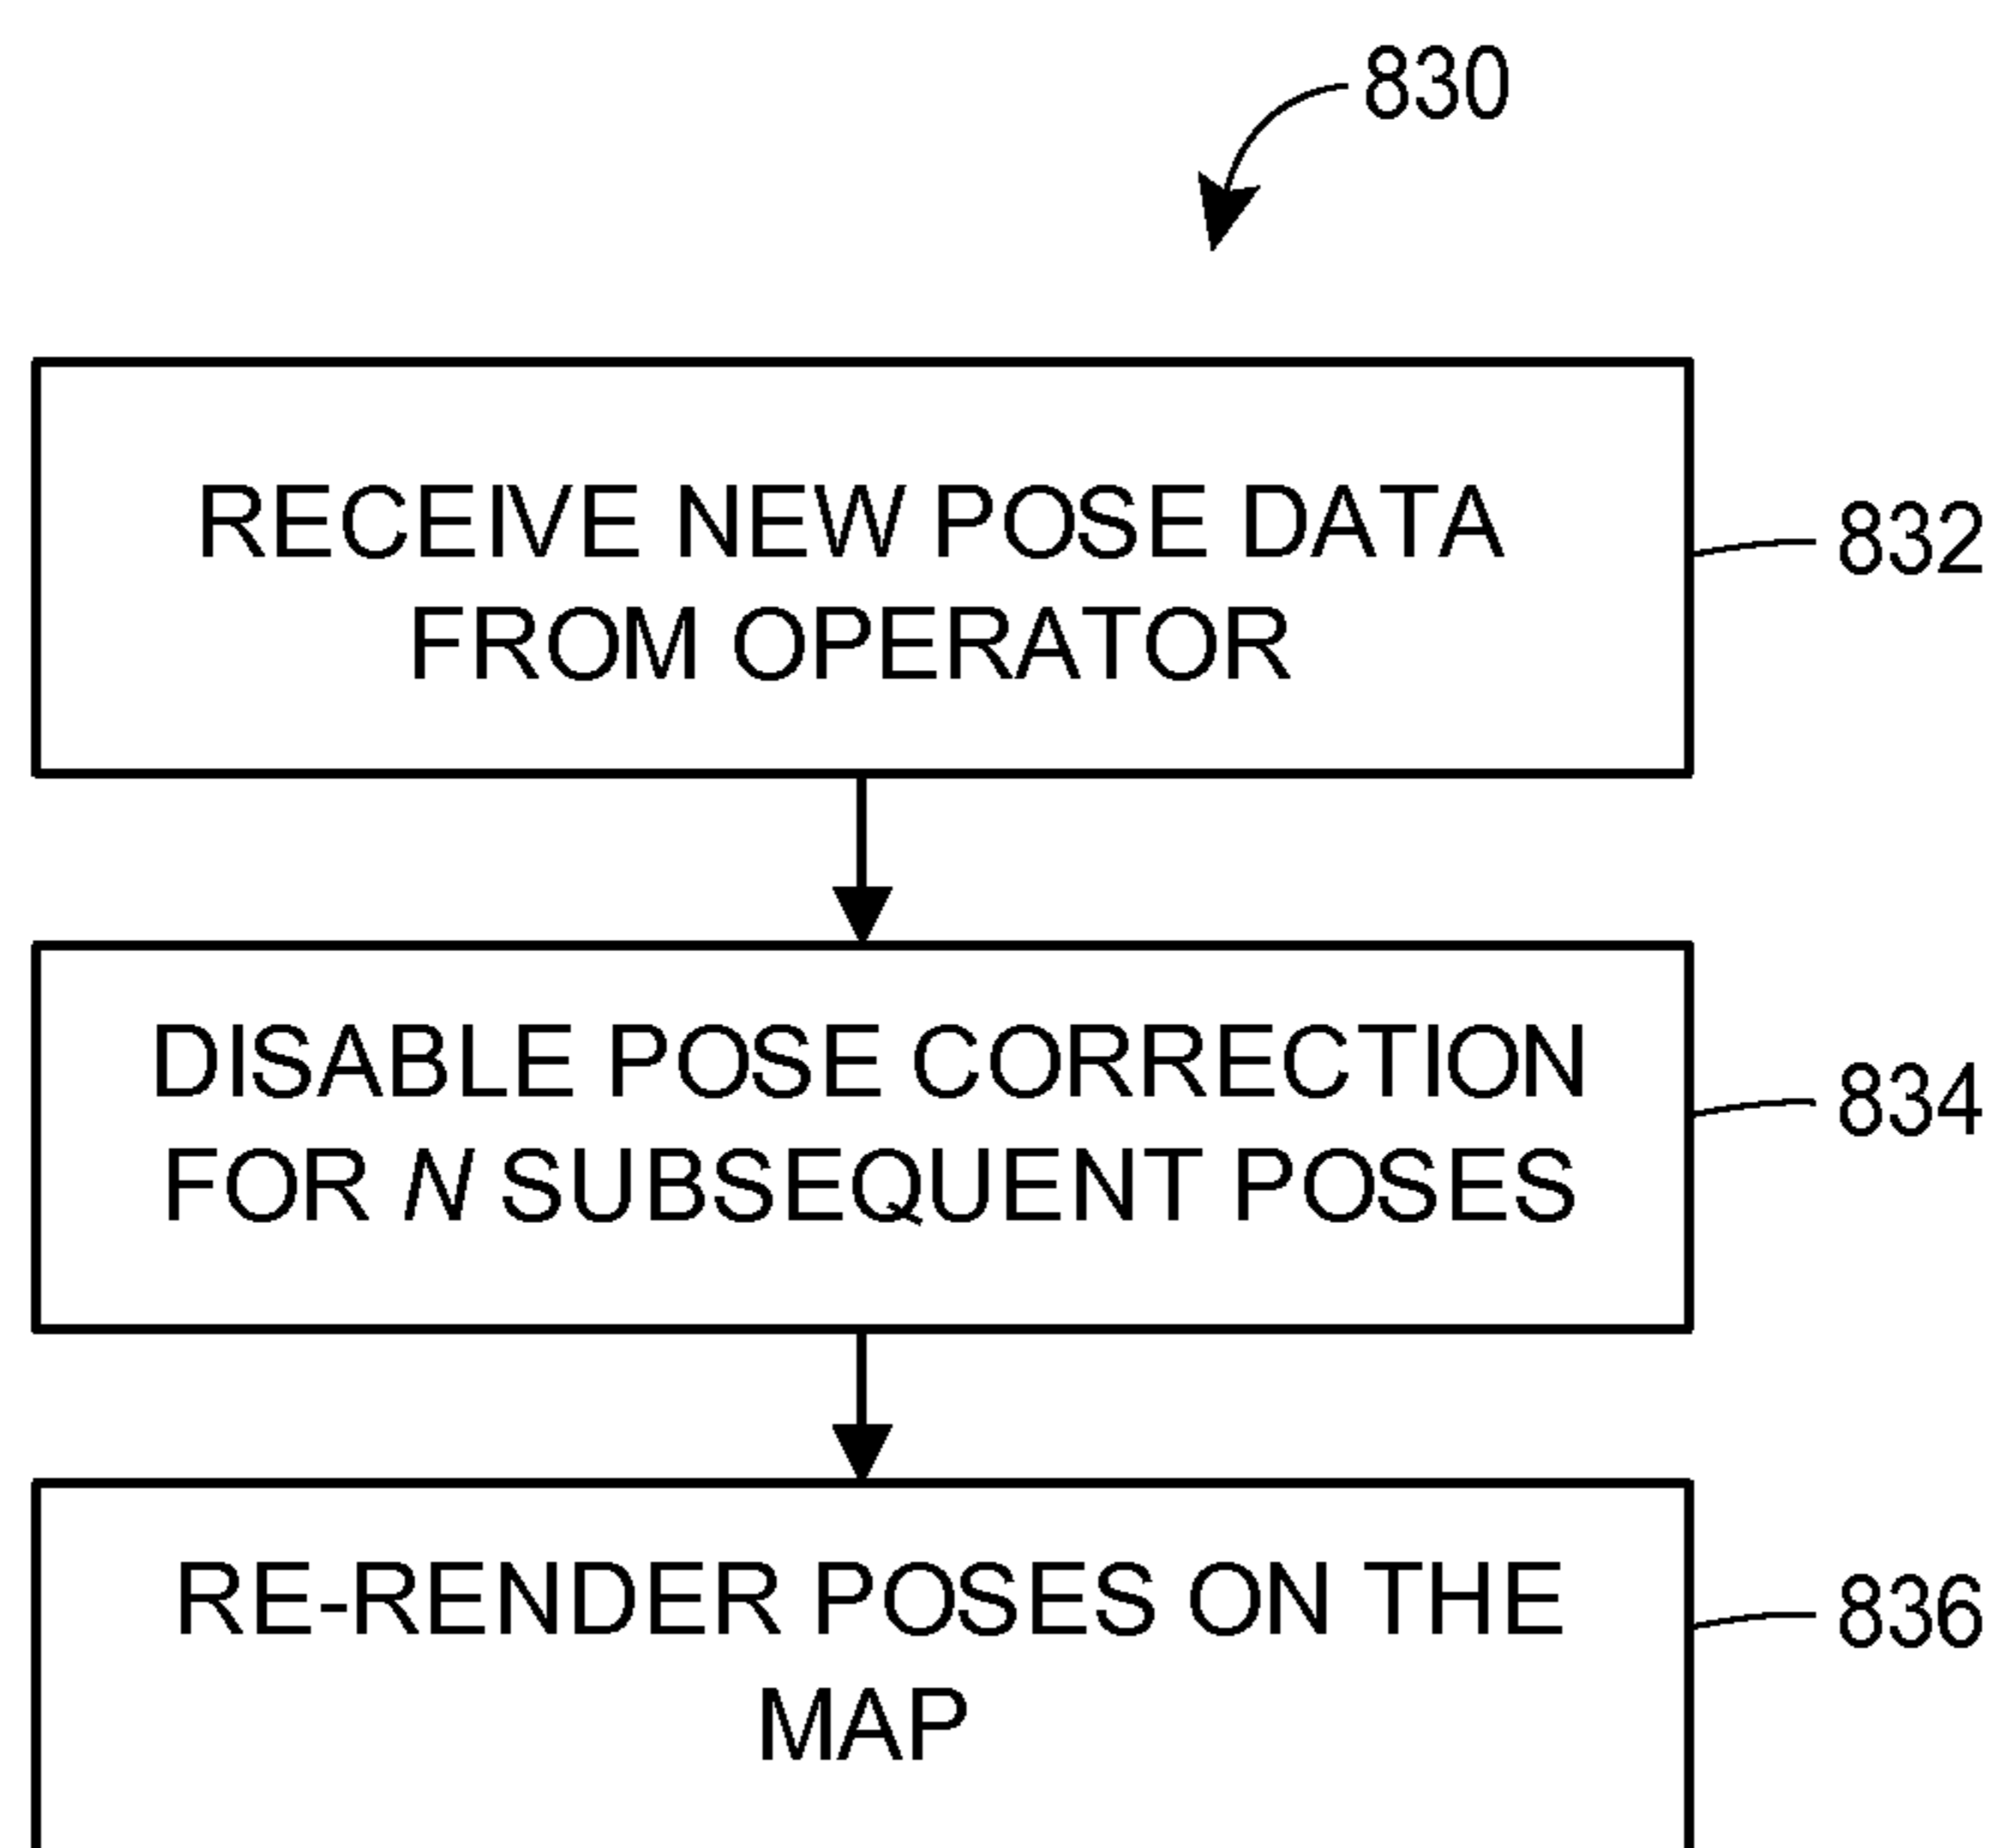 830
RECEIVE NEW POSE DATA
FROM OPERATOR
832
DISABLE POSE CORRECTION
FOR N SUBSEQUENT POSES
834
RE-RENDER POSES ON THE
MAP
836